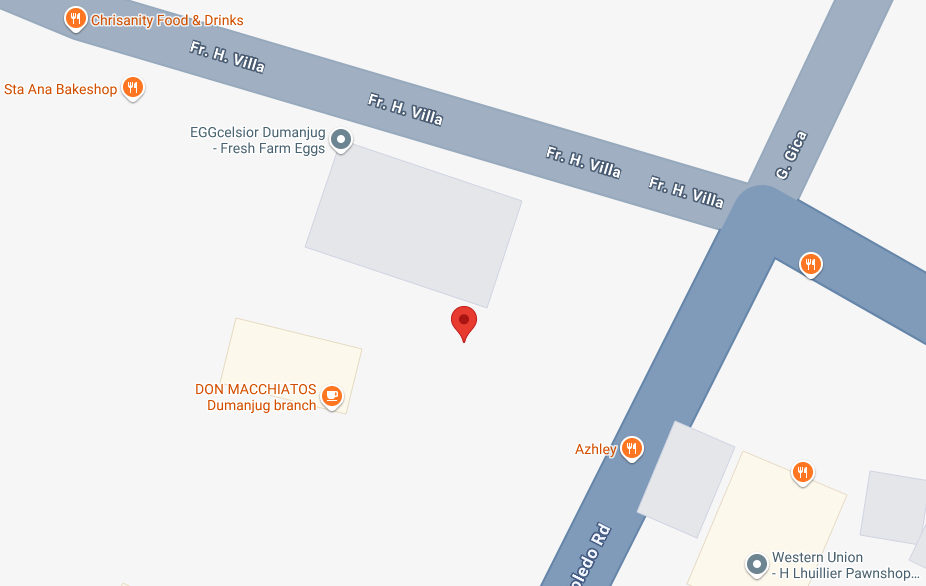 Chrisanity Food & Drinks
Fr. H. Villa
Sta Ana Bakeshop
Fr. H. Villa
EGGcelsior Dumanjug
- Fresh Farm Eggs
Fr. H. Villa
G. Gica
Fr. H. Villa
DON MACCHIATOS
Dumanjug branch
Azhley
oledo Rd
Western Union
- H Lhuillier Pawnshop...